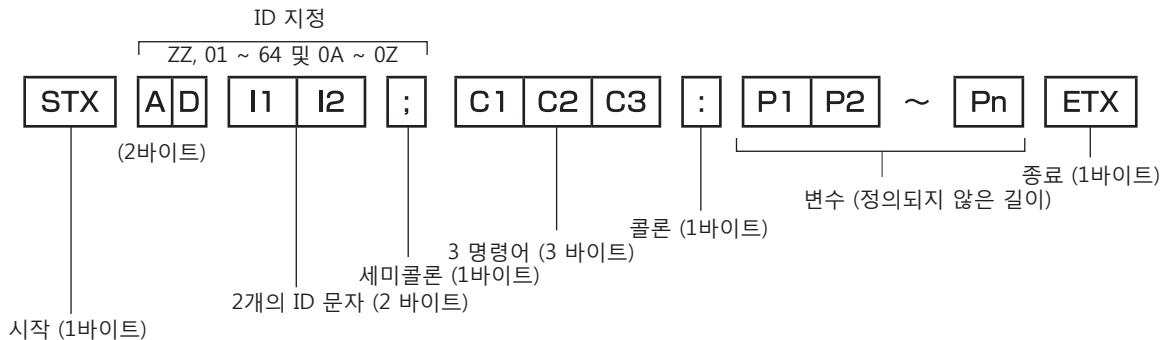 ID 지정
ZZ, 01 ~ 64 및 0A ~ 0Z
STX A D I1 I2 ; C1 C2 C3 : P1 P2 ~ Pn ETX
(2바이트)
종료 (1바이트)
변수 (정의되지 않은 길이)
콜론 (1바이트)
3 명령어 (3 바이트)
세미콜론 (1바이트)
2개의 ID 문자 (2 바이트)
시작 (1바이트)